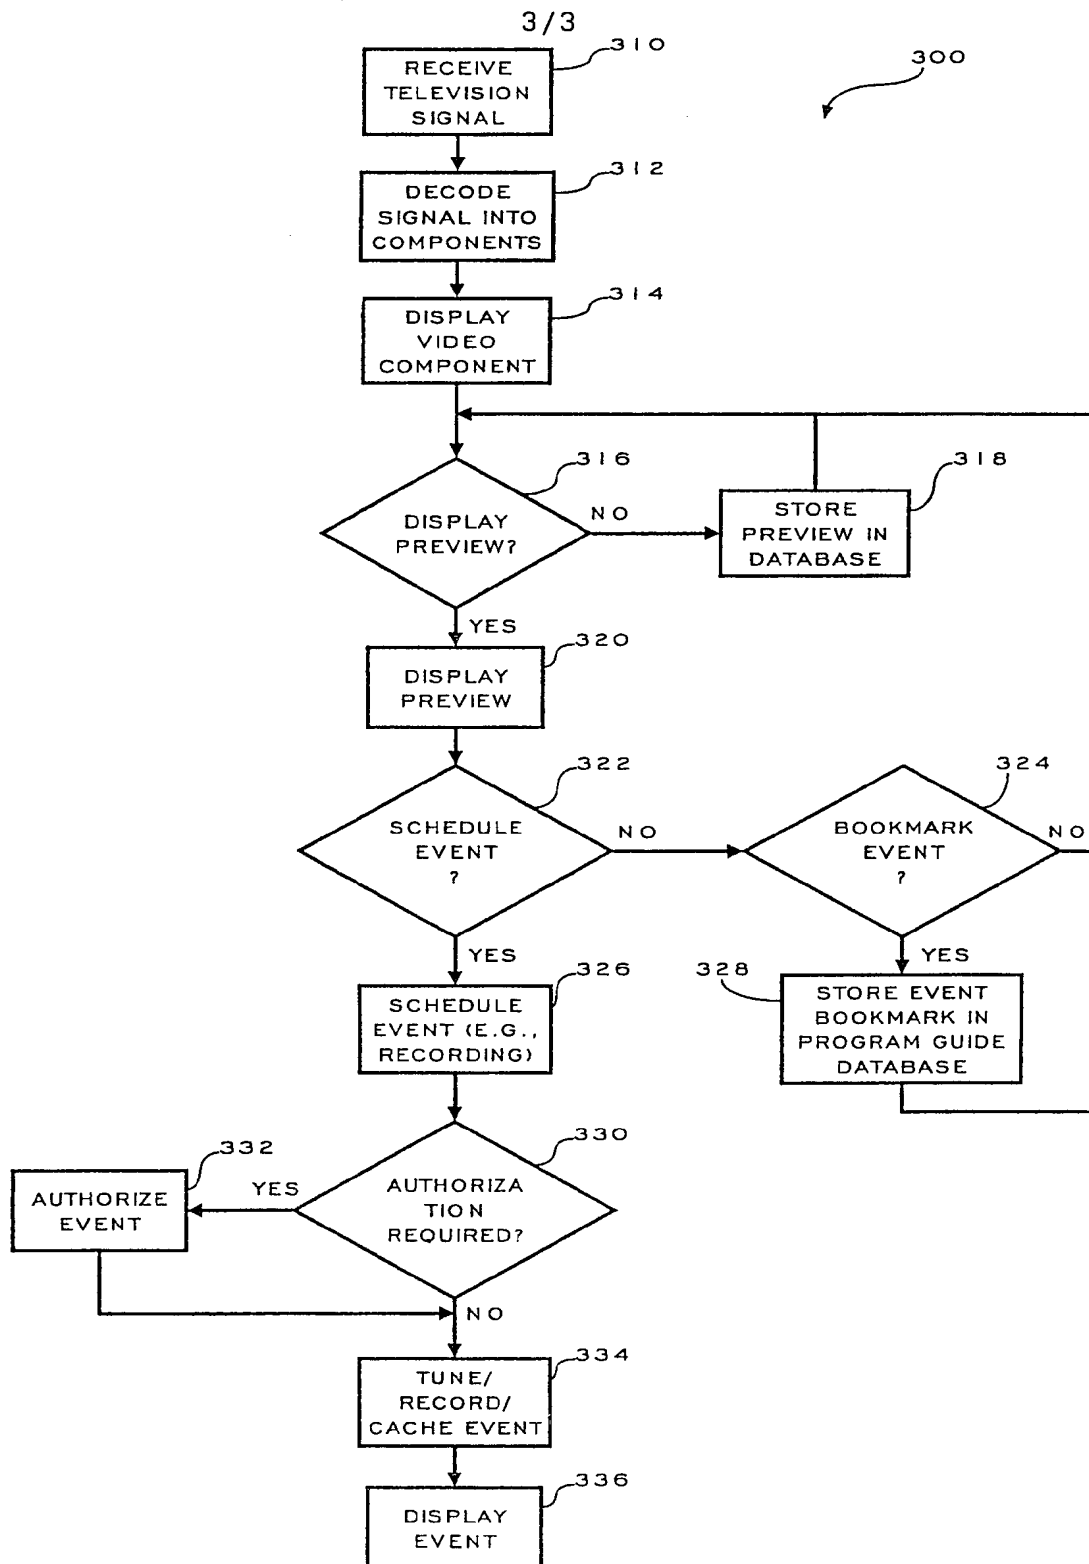 3/3
310
RECEIVE
TELEVISION
SIGNAL
300
312
DECODE
SIGNAL INTO
COMPONENTS
314
DISPLAY
VIDEO
COMPONENT
316
DISPLAY
PREVIEW?
NO
318
STORE
PREVIEW IN
DATABASE
YES
320
DISPLAY
PREVIEW
322
SCHEDULE
EVENT
?
NO
324
BOOKMARK
EVENT
?
NO
YES
326
SCHEDULE
EVENT (E.G.,
RECORDING)
YES
328
STORE EVENT
BOOKMARK IN
PROGRAM GUIDE
DATABASE
330
AUTHORIZA
TION
REQUIRED?
YES
332
AUTHORIZE
EVENT
NO
334
TUNE/
RECORD/
CACHE EVENT
336
DISPLAY
EVENT